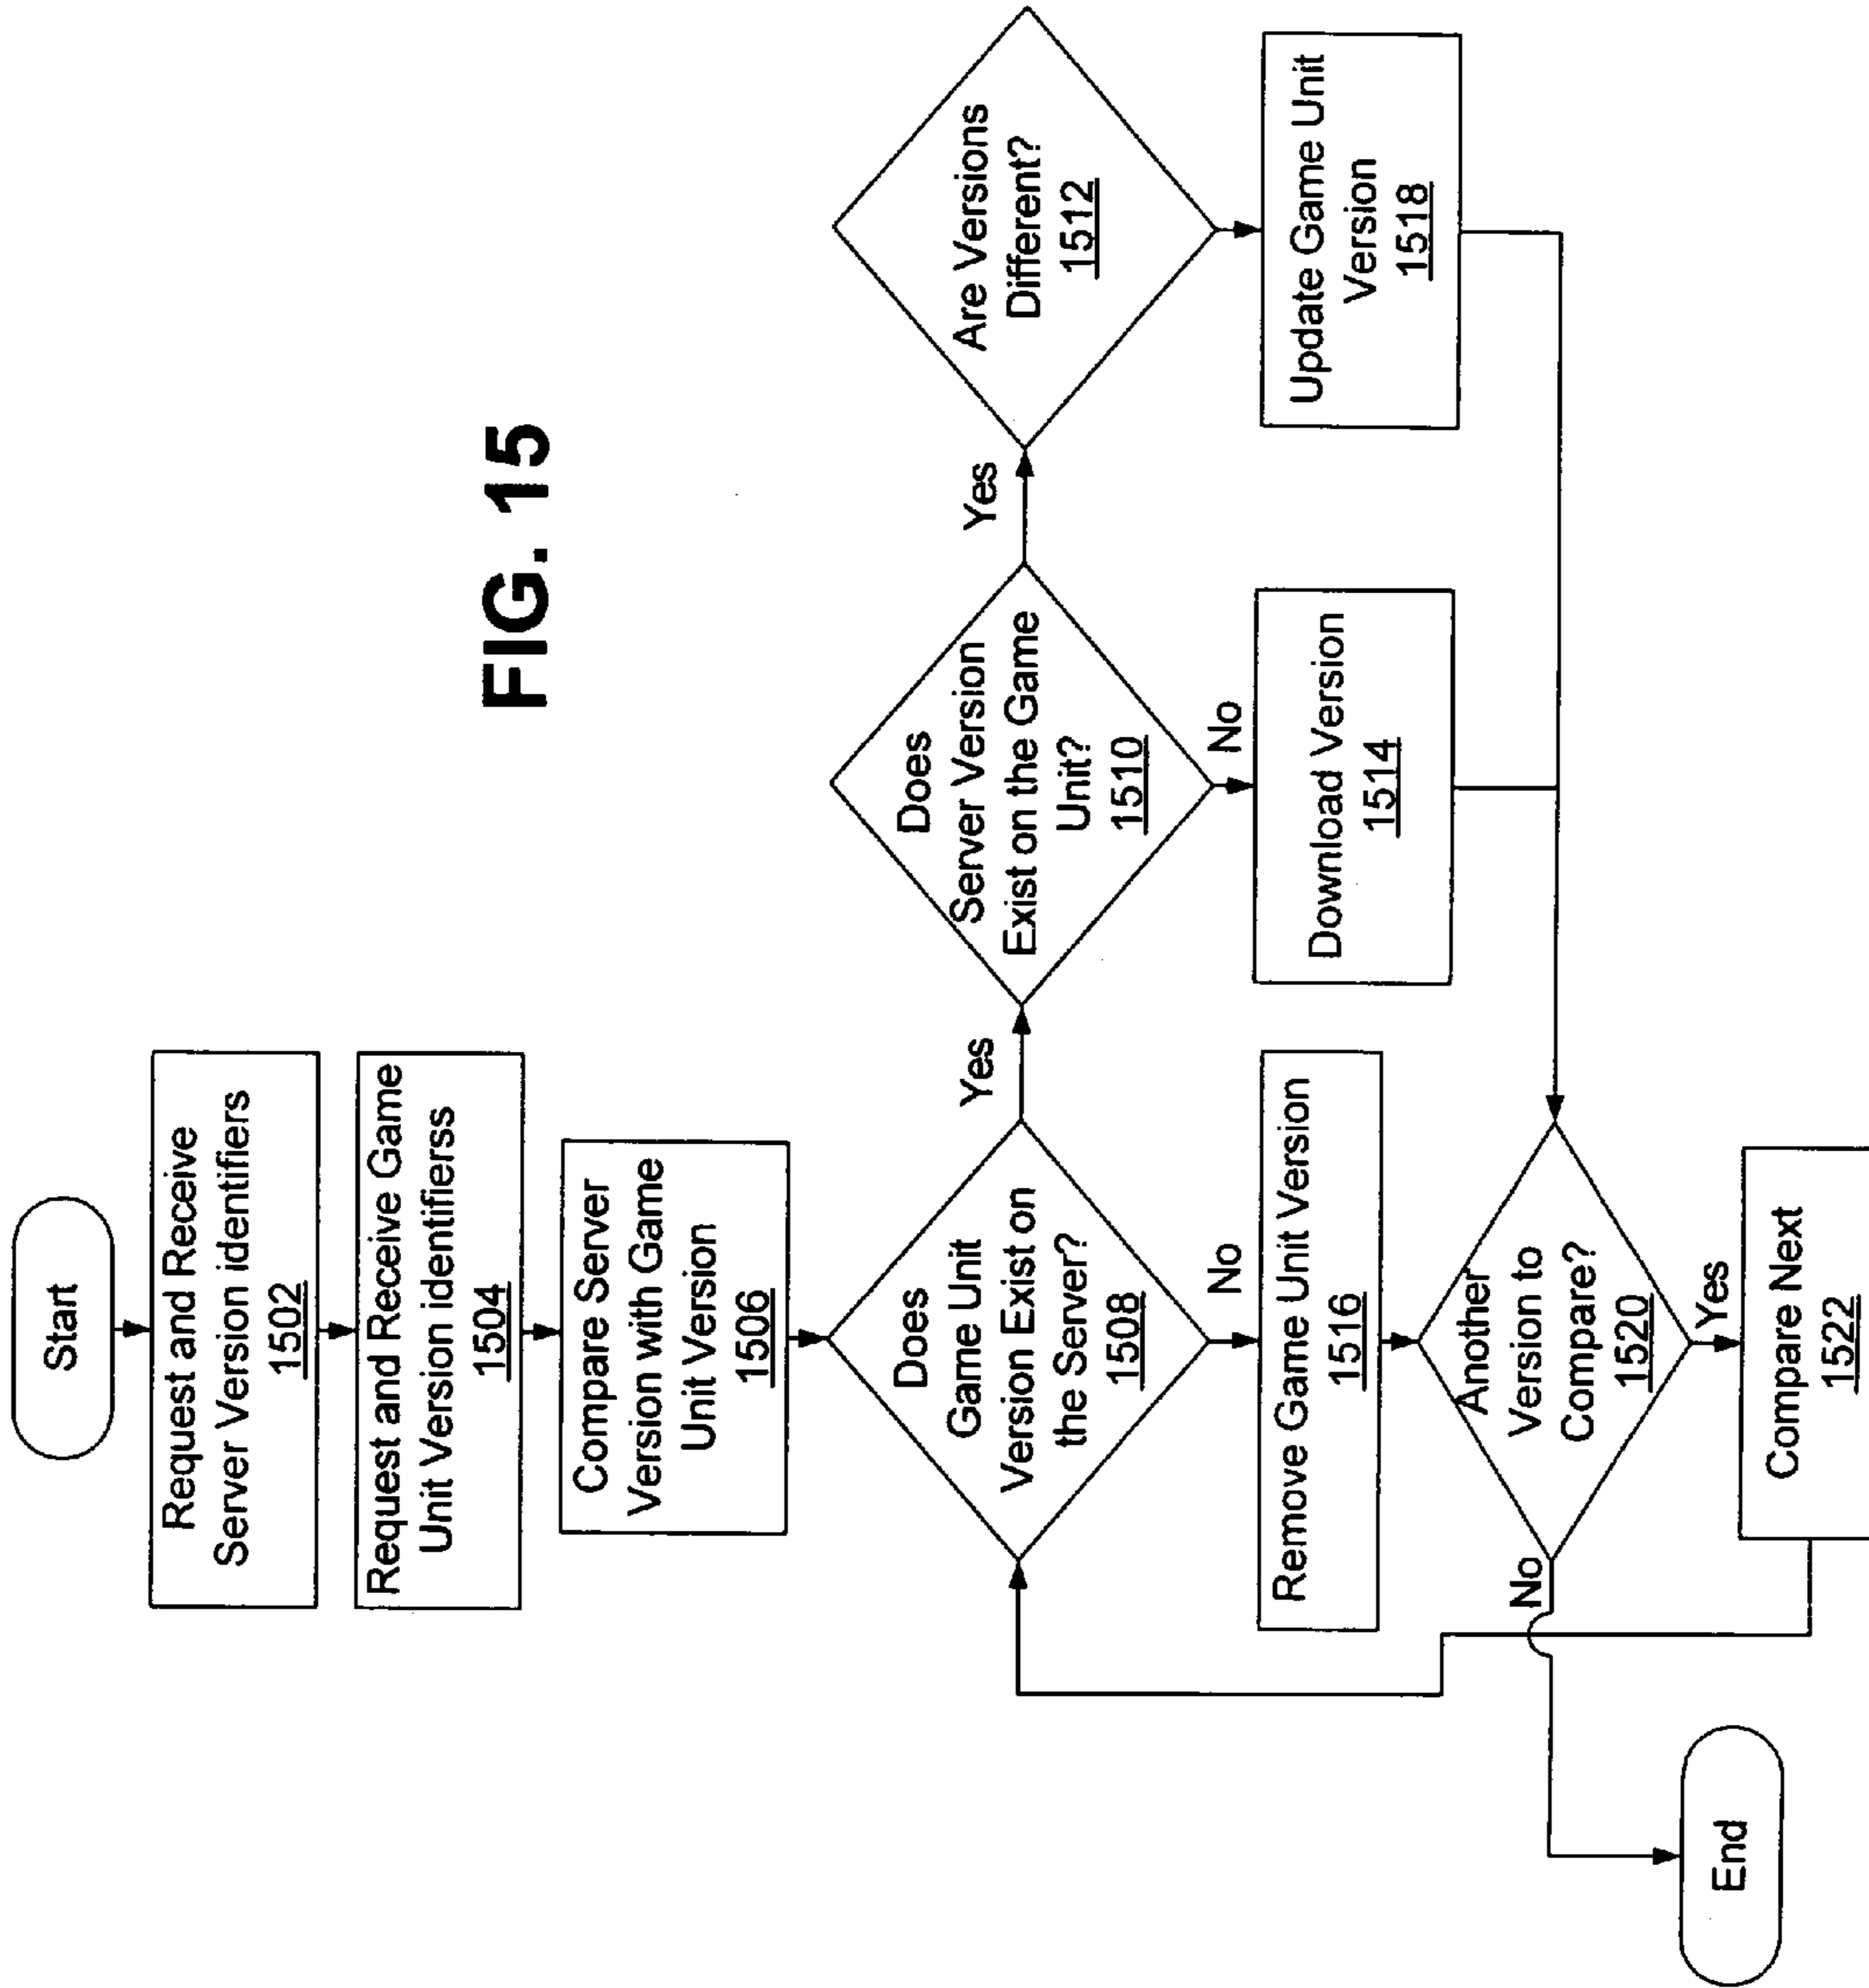 Start
Request and Receive
Server Version identifiers
1502
Request and Receive Game
Unit Version identifierss
1504
Compare Server
Version with Game
Unit Version
1506
Does
Game Unit
Version Exist on
the Server?
1508
Yes
No
Does
Server Version
Exist on the Game
Unit?
1510
Yes
No
Are Versions
Different?
1512
Remove Game Unit Version
1516
Download Version
1514
Update Game Unit
Version
1518
Another
Version to
Compare?
1520
No
Yes
Compare Next
1522
End
FIG. 15